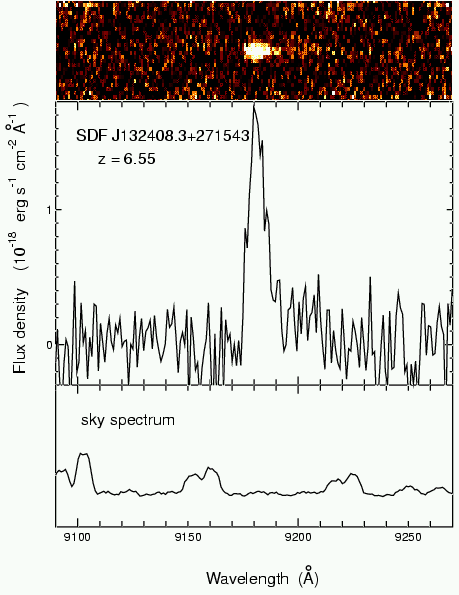 SDF J132408.3+271543
z = 6.55
Flux density (10⁻¹⁸ erg s⁻¹ cm⁻² Å⁻¹)
1
0
sky spectrum
9100 9150 9200 9250
Wavelength (Å)